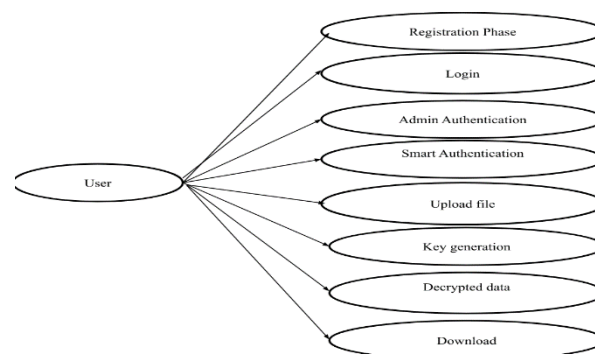 Registration Phase
Login
Admin Authentication
Smart Authentication
User
Upload file
Key generation
Decrypted data
Download